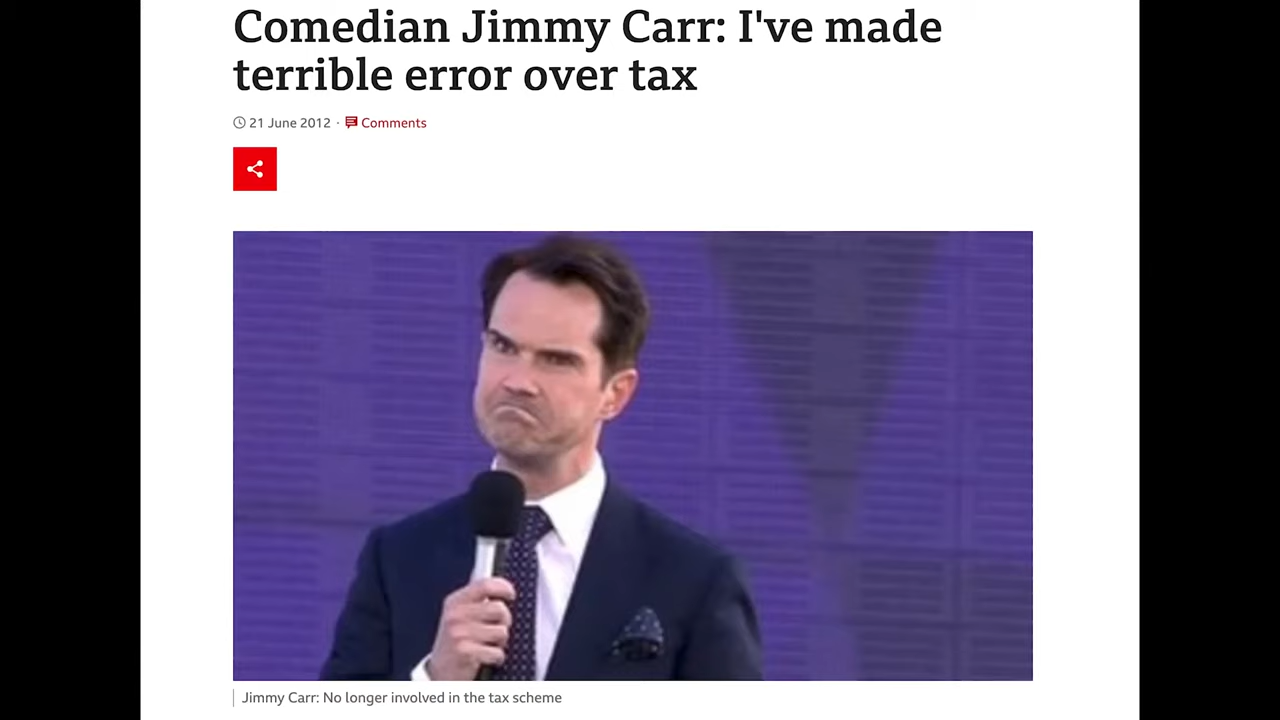 Comedian Jimmy Carr: I've made
terrible error over tax
21 June 2012 · Comments
Jimmy Carr: No longer involved in the tax scheme